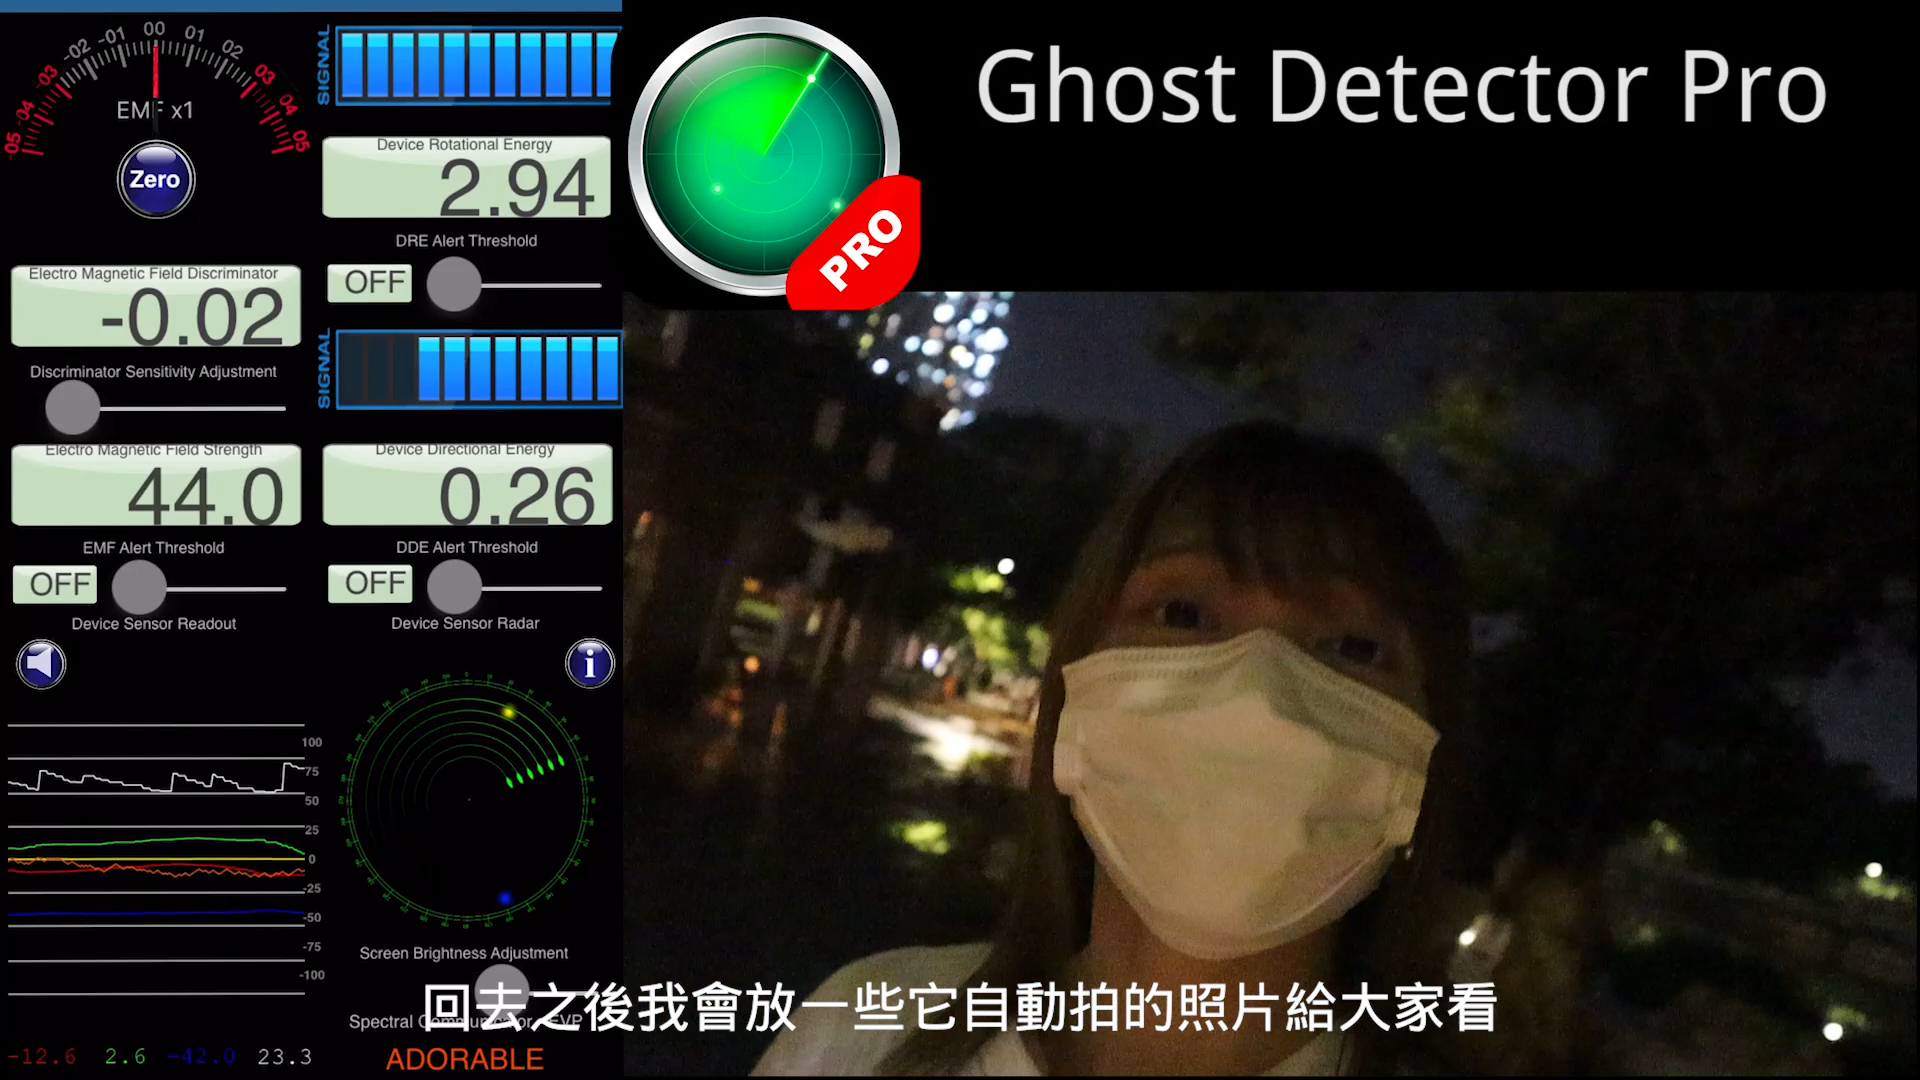 -05
-04
-03
-02
-01
00
01
02
03
04
05
EMF x1
Zero
SIGNAL
Device Rotational Energy
2.94
DRE Alert Threshold
OFF
Electro Magnetic Field Discriminator
-0.02
Discriminator Sensitivity Adjustment
SIGNAL
Electro Magnetic Field Strength
44.0
EMF Alert Threshold
OFF
Device Directional Energy
0.26
DDE Alert Threshold
OFF
Device Sensor Readout
Device Sensor Radar
i
100
75
50
25
0
-25
-50
-75
-100
Screen Brightness Adjustment
-12.6 2.6 -42.0 23.3
ADORABLE
PRO
Ghost Detector Pro
回去之後我會放一些它自動拍的照片給大家看